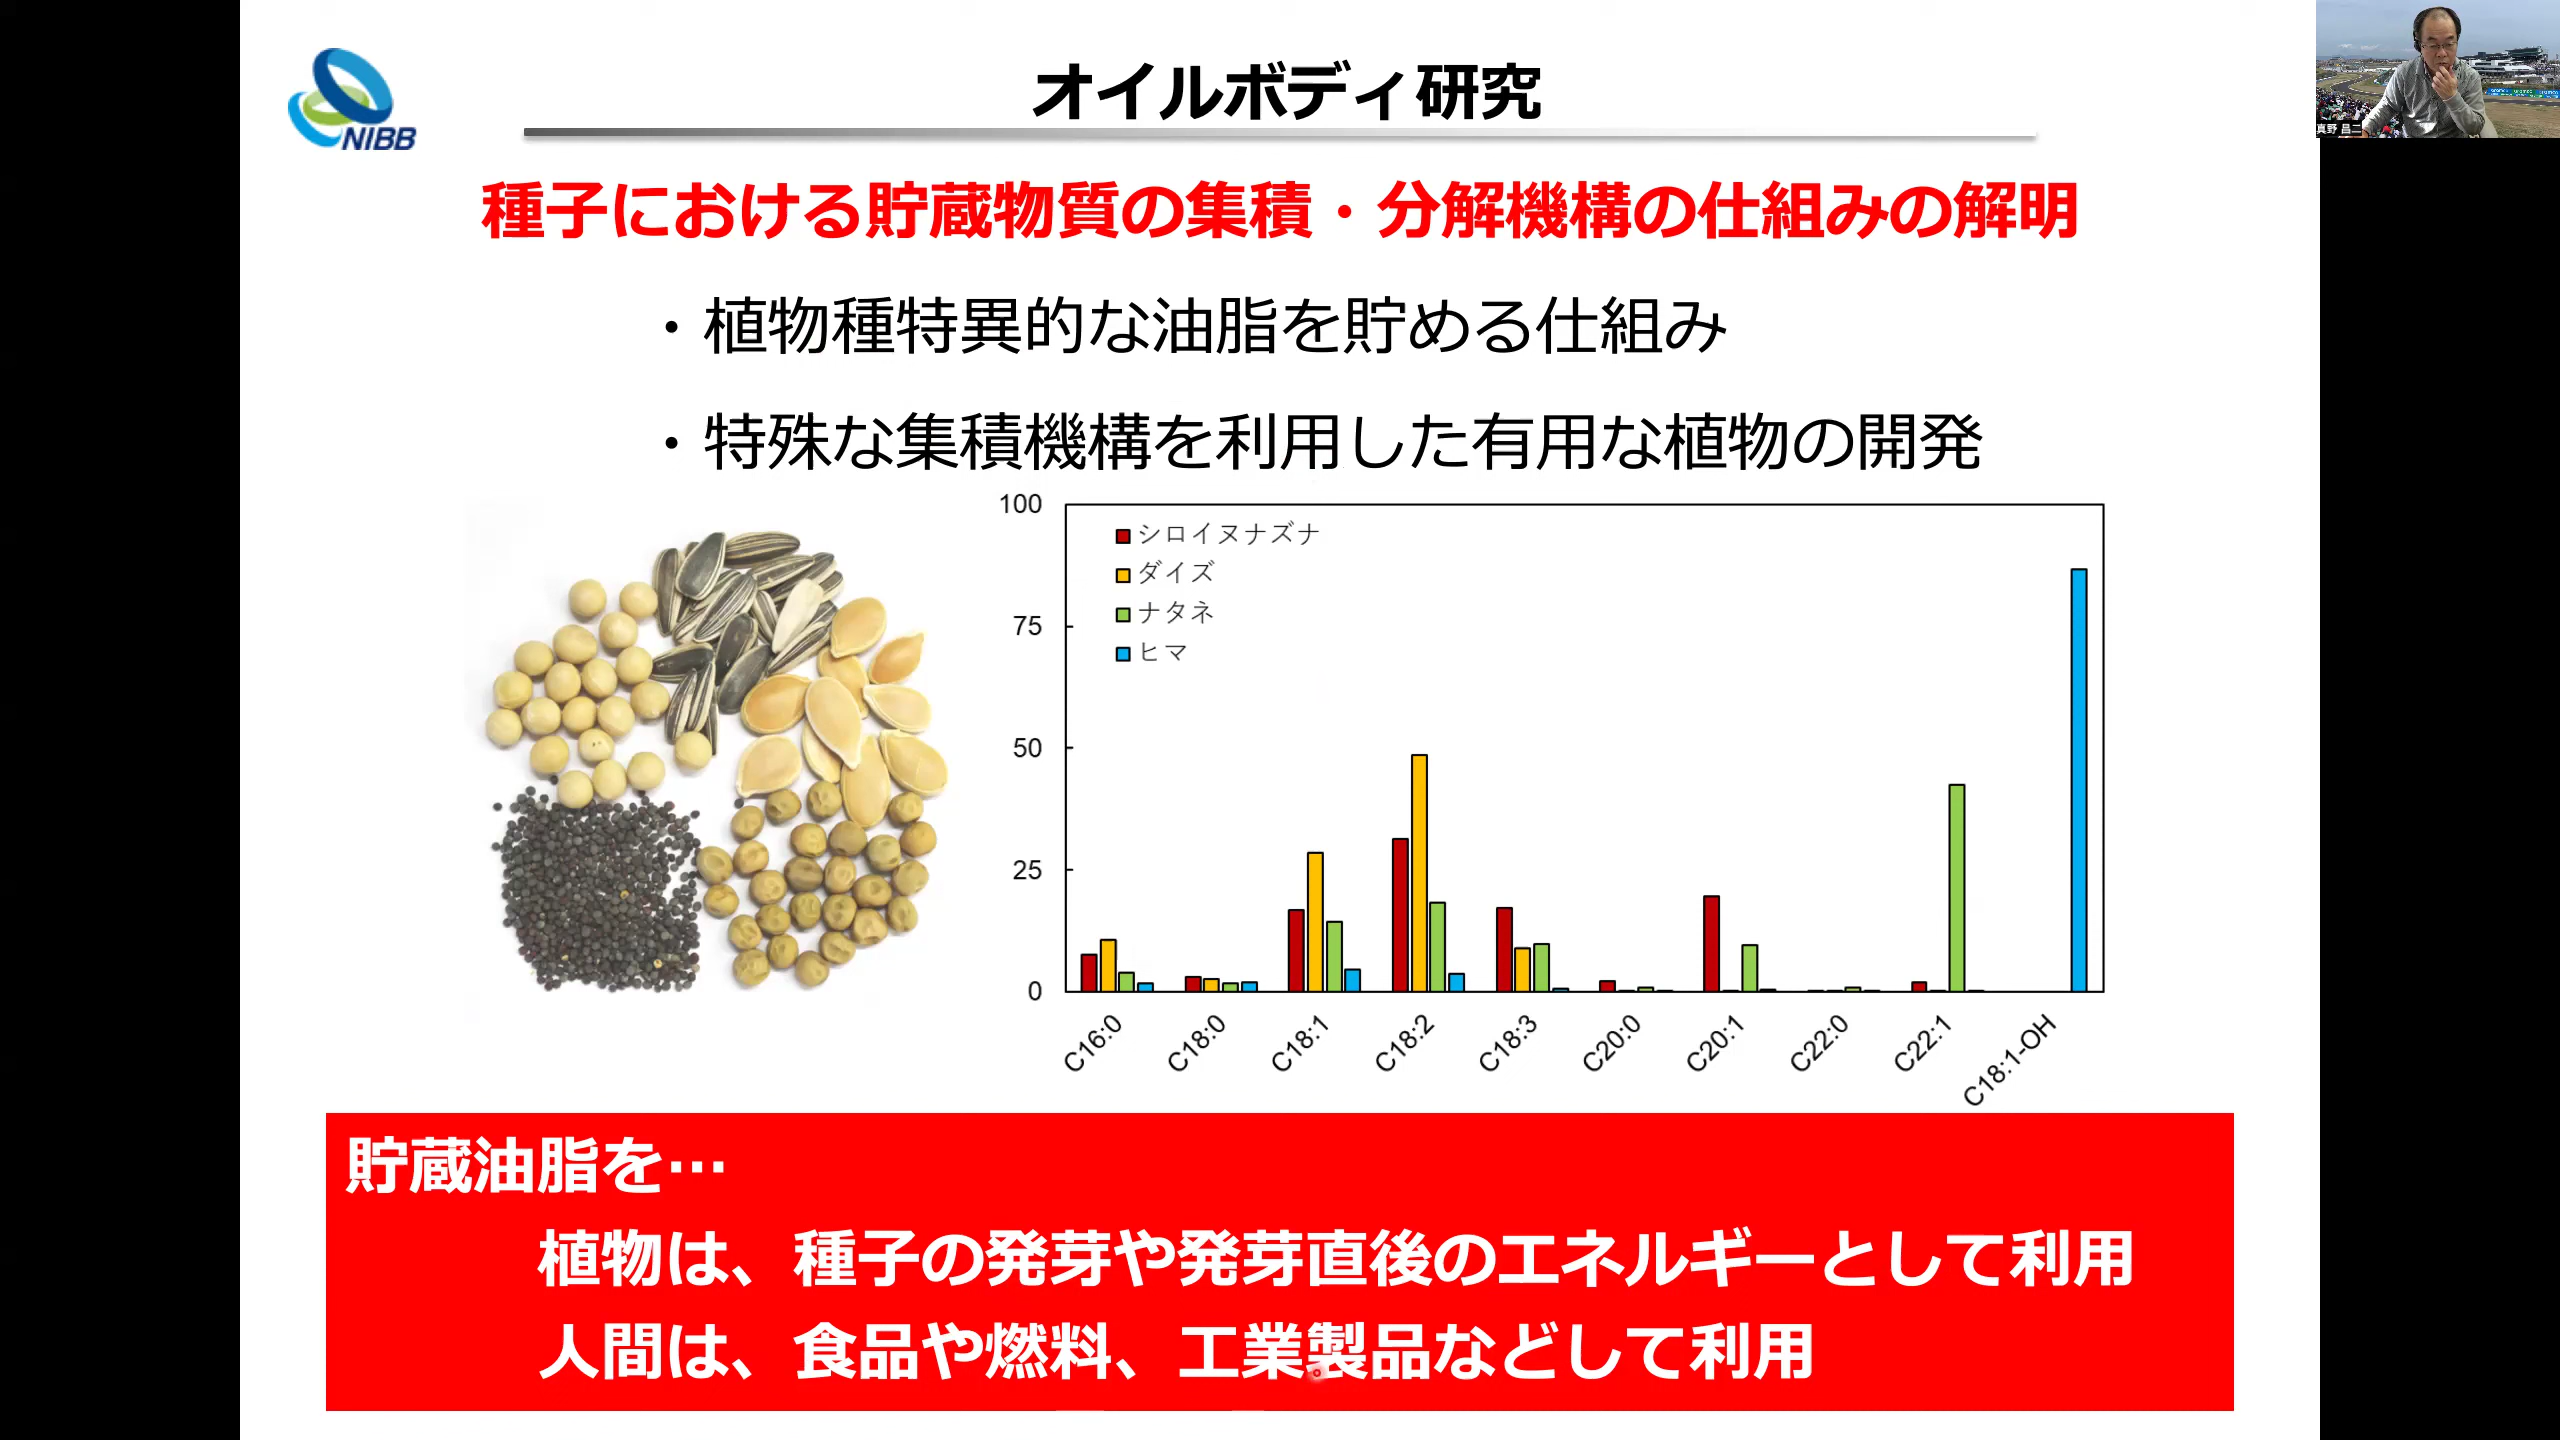 オイルボディ研究
NIBB
真野 昌二
種子における貯蔵物質の集積・分解機構の仕組みの解明
・植物種特異的な油脂を貯める仕組み
・特殊な集積機構を利用した有用な植物の開発
100
75
50
25
0
シロイヌナズナ
ダイズ
ナタネ
ヒマ
C16:0
C18:0
C18:1
C18:2
C18:3
C20:0
C20:1
C22:0
C22:1
C18:1-OH
貯蔵油脂を…
植物は、種子の発芽や発芽直後のエネルギーとして利用
人間は、食品や燃料、工業製品などして利用